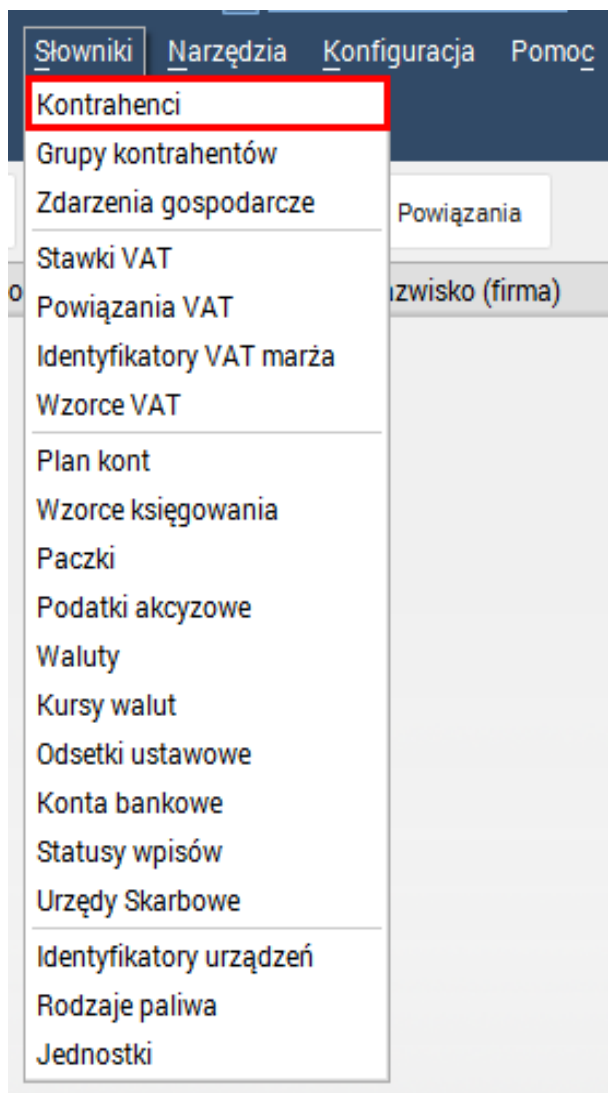 Słowniki Narzędzia Konfiguracja Pomoc
Kontrahenci
Grupy kontrahentów
Zdarzenia gospodarcze
Powiązania
Stawki VAT
Powiązania VAT
(firma)
Identyfikatory VAT marża
Wzorce VAT
Plan kont
Wzorce księgowania
Paczki
Podatki akcyzowe
Waluty
Kursy walut
Odsetki ustawowe
Konta bankowe
Statusy wpisów
Urzędy Skarbowe
Identyfikatory urządzeń
Rodzaje paliwa
Jednostki